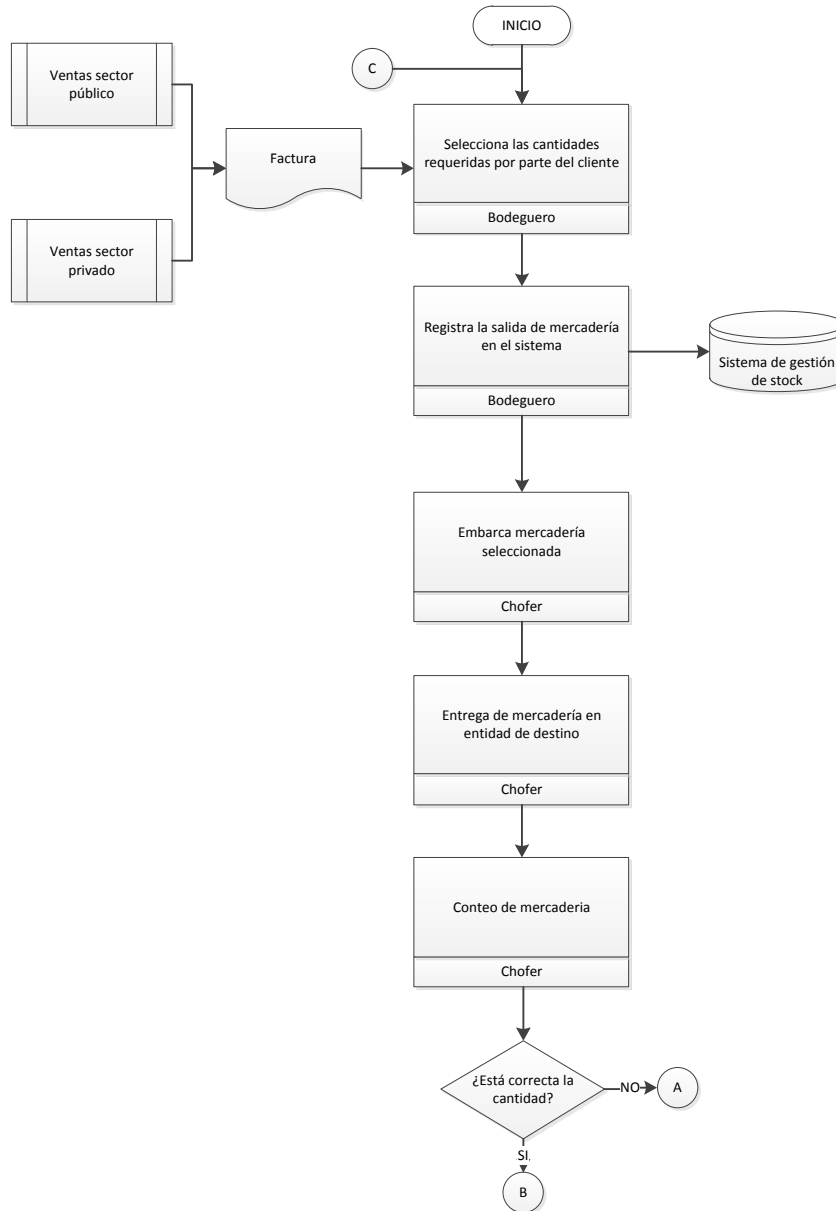 INICIO
C
Ventas sector
público
Factura
Selecciona las cantidades
requeridas por parte del cliente
Bodeguero
Ventas sector
privado
Registra la salida de mercadería
en el sistema
Bodeguero
Sistema de gestión
de stock
Embarca mercadería
seleccionada
Chofer
Entrega de mercadería en
entidad de destino
Chofer
Conteo de mercaderia
Chofer
¿Está correcta la
cantidad?
NO
A
SI
B